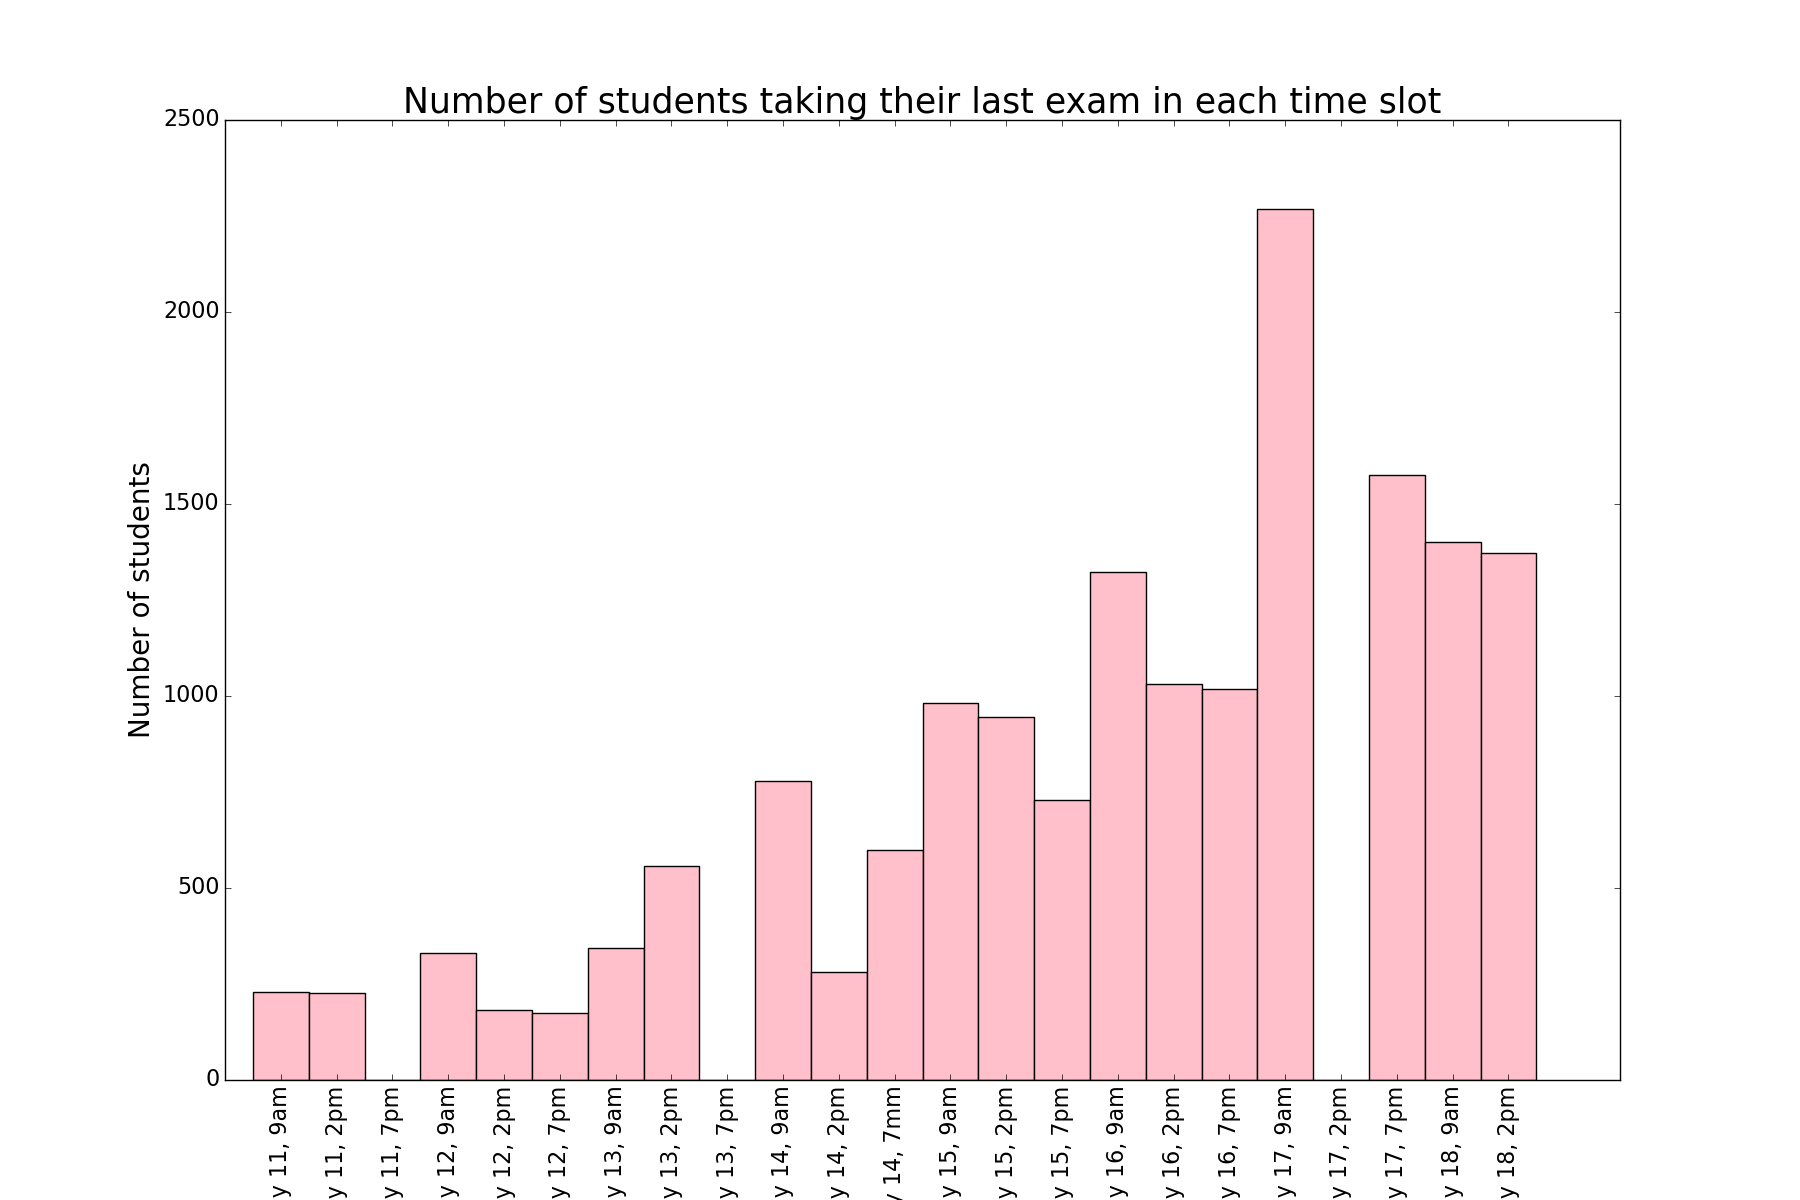 Number of students taking their last exam in each time slot
Number of students
2500
2000
1500
1000
500
0
y 11, 9am
y 11, 2pm
y 11, 7pm
y 12, 9am
y 12, 2pm
y 12, 7pm
y 13, 9am
y 13, 2pm
y 13, 7pm
y 14, 9am
y 14, 2pm
y 14, 7mm
y 15, 9am
y 15, 2pm
y 15, 7pm
y 16, 9am
y 16, 2pm
y 16, 7pm
y 17, 9am
y 17, 2pm
y 17, 7pm
y 18, 9am
y 18, 2pm